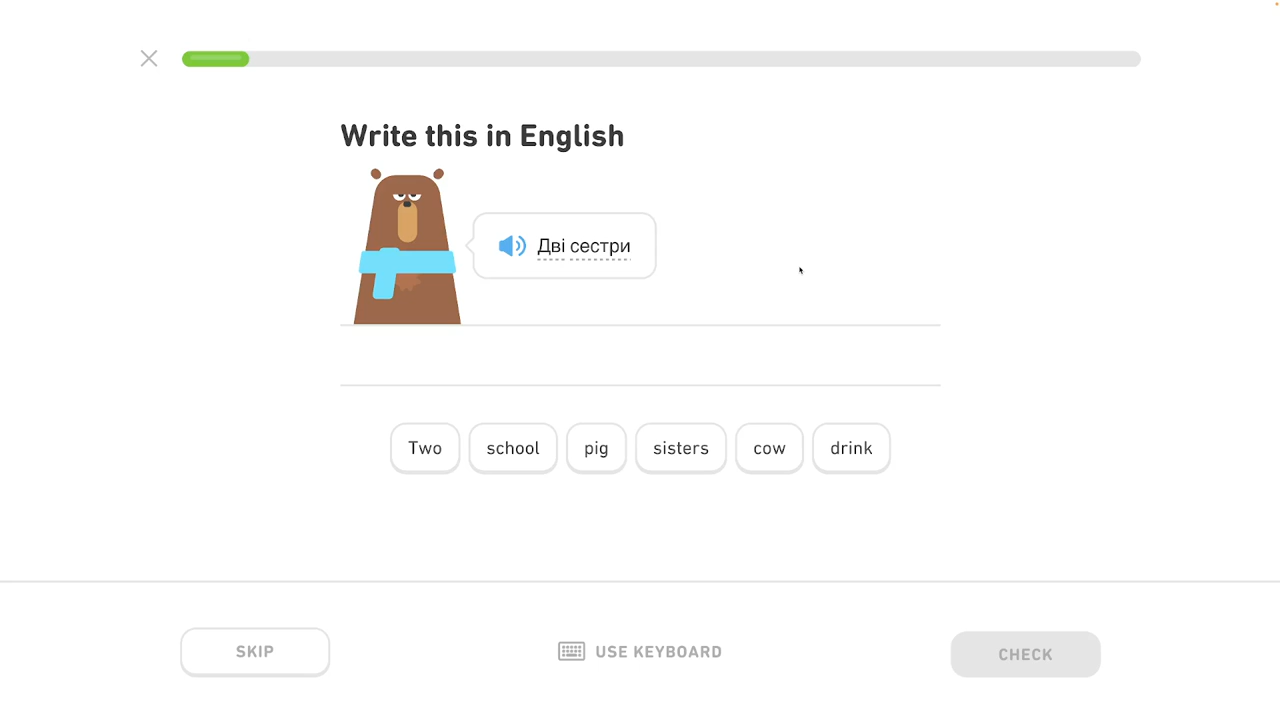 Write this in English
Дві сестри
Two school pig sisters cow drink
SKIP USE KEYBOARD CHECK